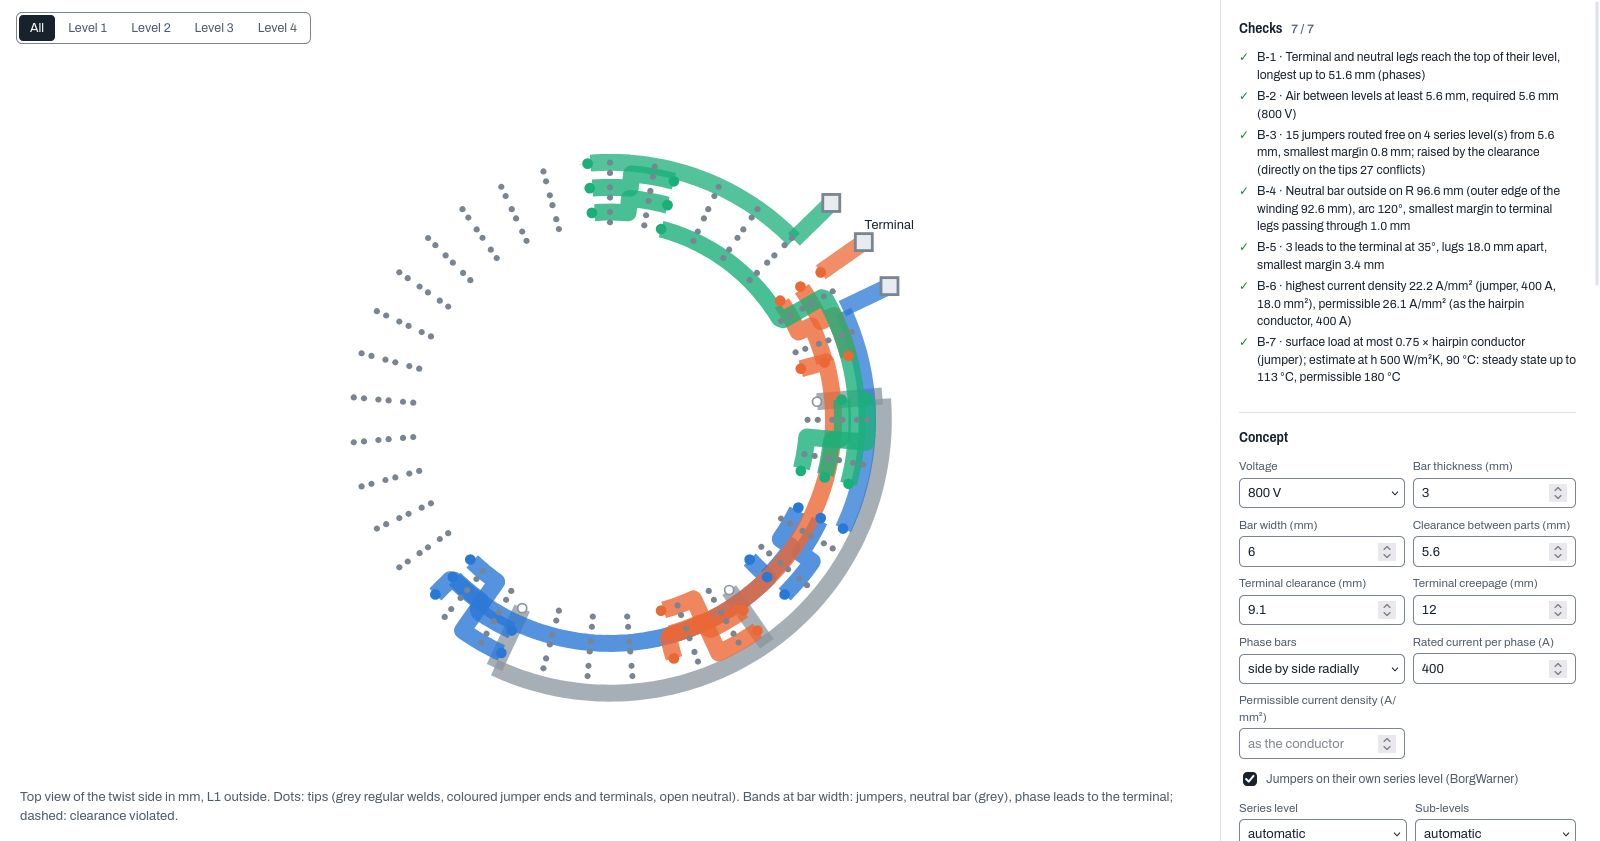 All
Level 1
Level 2
Level 3
Level 4
Terminal
Top view of the twist side in mm, L1 outside. Dots: tips (grey regular welds, coloured jumper ends and terminals, open neutral). Bands at bar width: jumpers, neutral bar (grey), phase leads to the terminal;
dashed: clearance violated.
Checks 7 / 7
✓ B-1 · Terminal and neutral legs reach the top of their level,
longest up to 51.6 mm (phases)
✓ B-2 · Air between levels at least 5.6 mm, required 5.6 mm
(800 V)
✓ B-3 · 15 jumpers routed free on 4 series level(s) from 5.6
mm, smallest margin 0.8 mm; raised by the clearance
(directly on the tips 27 conflicts)
✓ B-4 · Neutral bar outside on R 96.6 mm (outer edge of the
winding 92.6 mm), arc 120°, smallest margin to terminal
legs passing through 1.0 mm
✓ B-5 · 3 leads to the terminal at 35°, lugs 18.0 mm apart,
smallest margin 3.4 mm
✓ B-6 · highest current density 22.2 A/mm² (jumper, 400 A,
18.0 mm²), permissible 26.1 A/mm² (as the hairpin
conductor, 400 A)
✓ B-7 · surface load at most 0.75 × hairpin conductor
(jumper); estimate at h 500 W/m²K, 90 °C: steady state up to
113 °C, permissible 180 °C
Concept
Voltage
Bar thickness (mm)
800 V
3
Bar width (mm)
Clearance between parts (mm)
6
5.6
Terminal clearance (mm)
Terminal creepage (mm)
9.1
12
Phase bars
Rated current per phase (A)
side by side radially
400
Permissible current density (A/
mm²)
as the conductor
Jumpers on their own series level (BorgWarner)
Series level
Sub-levels
automatic
automatic